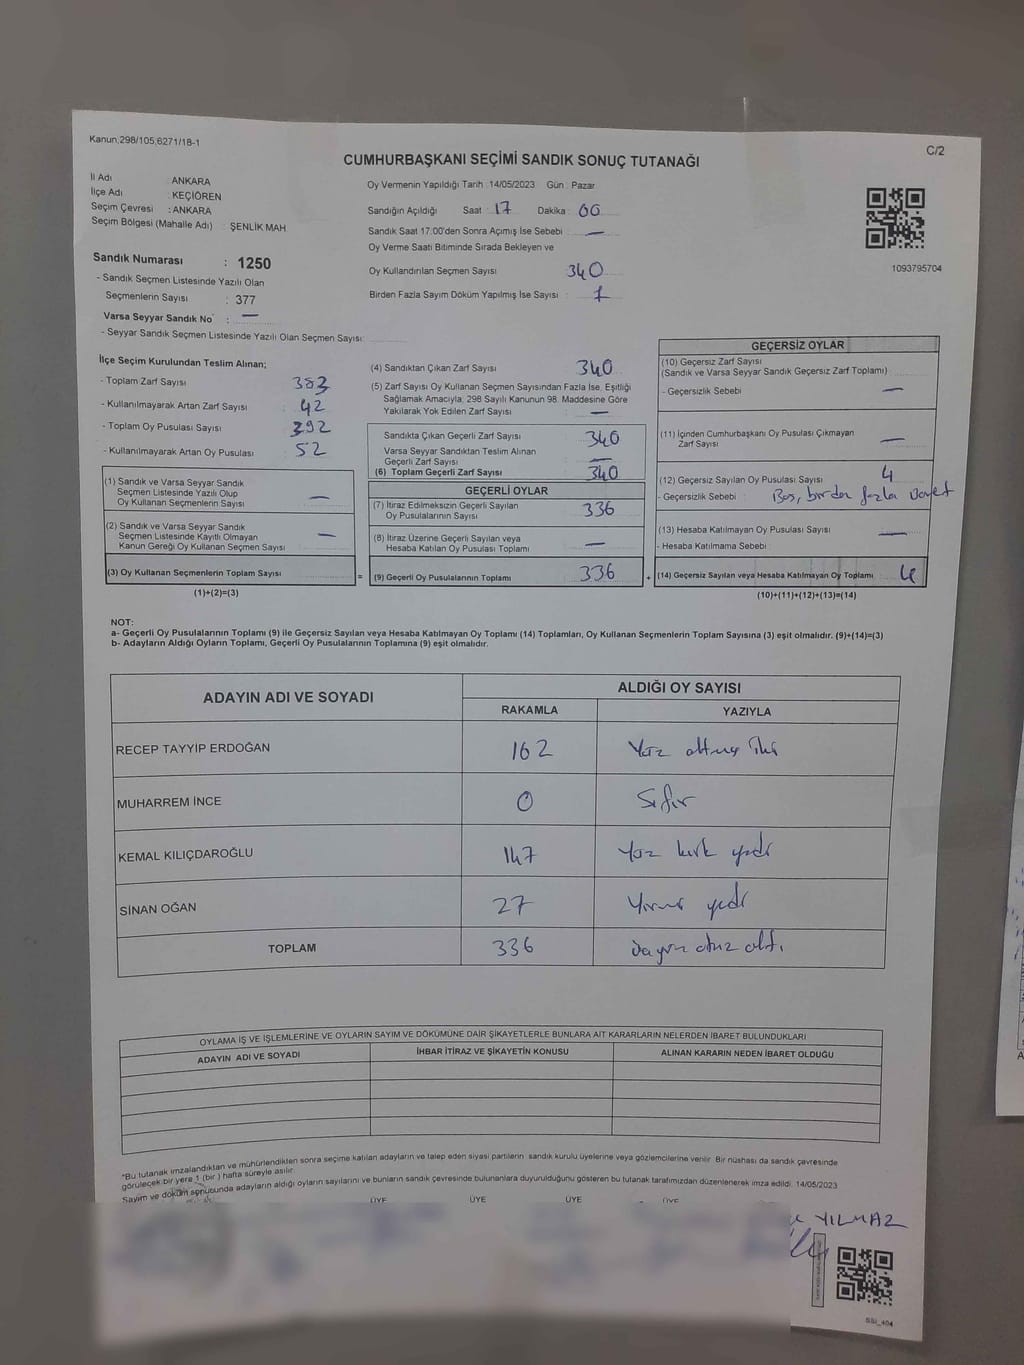 Kanun,298/105,6271/18-1
C/2
CUMHURBAŞKANI SEÇİMİ SANDIK SONUÇ TUTANAĞI
İl Adı : ANKARA
İlçe Adı : KEÇİÖREN
Seçim Çevresi : ANKARA
Seçim Bölgesi (Mahalle Adı) : ŞENLİK MAH
Sandık Numarası : 1250
- Sandık Seçmen Listesinde Yazılı Olan
Seçmenlerin Sayısı : 377
Varsa Seyyar Sandık No : —
- Seyyar Sandık Seçmen Listesinde Yazılı Olan Seçmen Sayısı:
Oy Vermenin Yapıldığı Tarih :14/05/2023 Gün : Pazar
Sandığın Açıldığı Saat : 17 Dakika : 00
Sandık Saat 17:00'den Sonra Açımış İse Sebebi : —
Oy Verme Saati Bitiminde Sırada Bekleyen ve
Oy Kullandırılan Seçmen Sayısı 340
Birden Fazla Sayım Döküm Yapılmış İse Sayısı : 1
1093795704
İlçe Seçim Kurulundan Teslim Alınan;
- Toplam Zarf Sayısı : 383
- Kullanılmayarak Artan Zarf Sayısı : 42
- Toplam Oy Pusulası Sayısı : 392
- Kullanılmayarak Artan Oy Pusulası : 52
(1) Sandık ve Varsa Seyyar Sandık
Seçmen Listesinde Yazılı Olup
Oy Kullanan Seçmenlerin Sayısı : —
(2) Sandık ve Varsa Seyyar Sandık
Seçmen Listesinde Kayıtlı Olmayan
Kanun Gereği Oy Kullanan Seçmen Sayısı : —
(3) Oy Kullanan Seçmenlerin Toplam Sayısı :
(1)+(2)=(3)
(4) Sandıktan Çıkan Zarf Sayısı : 340
(5) Zarf Sayısı Oy Kullanan Seçmen Sayısından Fazla İse, Eşitliği
Sağlamak Amacıyla; 298 Sayılı Kanunun 98. Maddesine Göre
Yakılarak Yok Edilen Zarf Sayısı : —
Sandıkta Çıkan Geçerli Zarf Sayısı : 340
Varsa Seyyar Sandıktan Teslim Alınan
Geçerli Zarf Sayısı : —
(6) Toplam Geçerli Zarf Sayısı : 340
GEÇERLİ OYLAR
(7) İtiraz Edilmeksizin Geçerli Sayılan
Oy Pusulalarının Sayısı : 336
(8) İtiraz Üzerine Geçerli Sayılan veya
Hesaba Katılan Oy Pusulası Toplamı : —
= (9) Geçerli Oy Pusulalarının Toplamı : 336 +
GEÇERSİZ OYLAR
(10) Geçersiz Zarf Sayısı
(Sandık ve Varsa Seyyar Sandık Geçersiz Zarf Toplamı) :
- Geçersizlik Sebebi : —
(11) İçinden Cumhurbaşkanı Oy Pusulası Çıkmayan
Zarf Sayısı : —
(12) Geçersiz Sayılan Oy Pusulası Sayısı : 4
- Geçersizlik Sebebi : Boş, birden fazla
(13) Hesaba Katılmayan Oy Pusulası Sayısı : —
- Hesaba Katılmama Sebebi :
(14) Geçersiz Sayılan veya Hesaba Katılmayan Oy Toplamı : 4
(10)+(11)+(12)+(13)=(14)
NOT:
a- Geçerli Oy Pusulalarının Toplamı (9) ile Geçersiz Sayılan veya Hesaba Katılmayan Oy Toplamı (14) Toplamları, Oy Kullanan Seçmenlerin Toplam Sayısına (3) eşit olmalıdır. (9)+(14)=(3)
b- Adayların Aldığı Oyların Toplamı, Geçerli Oy Pusulalarının Toplamına (9) eşit olmalıdır.
ADAYIN ADI VE SOYADI ALDIĞI OY SAYISI
RAKAMLA YAZIYLA
RECEP TAYYİP ERDOĞAN 162 Yüz altmış iki
MUHARREM İNCE 0 Sıfır
KEMAL KILIÇDAROĞLU 147 Yüz kırk yedi
SİNAN OĞAN 27 Yirmi yedi
TOPLAM 336 otuz altı
OYLAMA İŞ VE İŞLEMLERİNE VE OYLARIN SAYIM VE DÖKÜMÜNE DAİR ŞİKAYETLERLE BUNLARA AİT KARARLARIN NELERDEN İBARET BULUNDUKLARI
ADAYIN ADI VE SOYADI İHBAR İTİRAZ VE ŞİKAYETİN KONUSU ALINAN KARARIN NEDEN İBARET OLDUĞU
*Bu tutanak imzalandıktan ve mühürlendikten sonra seçime katılan adayların ve talep eden siyasi partilerin sandık kurulu üyelerine veya gözlemcilerine verilir. Bir nüshası da sandık çevresinde
görülecek bir yere 1 (bir) hafta süreyle asılır.
Sayım ve döküm sonucunda adayların aldığı oyların sayılarını ve bunların sandık çevresinde bulunanlara duyurulduğunu gösteren bu tutanak tarafımızdan düzenlenerek imza edildi. 14/05/2023
ÜYE ÜYE ÜYE ÜYE
YILMAZ
SSI_404